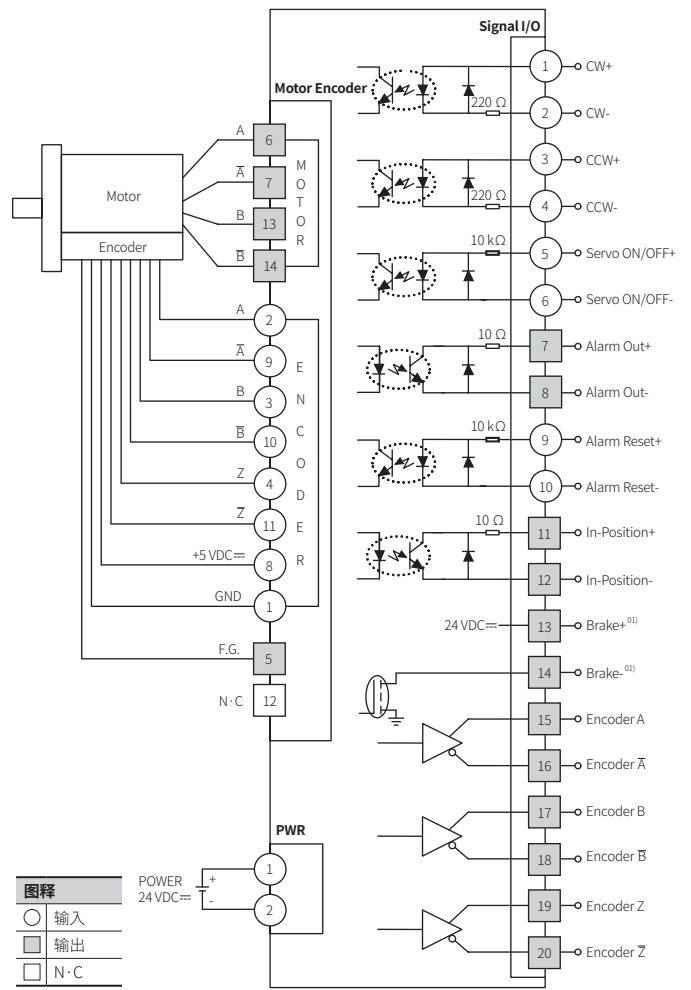 Signal I/O
Motor Encoder
Motor
Encoder
A 6
A̅ 7
B 13
B̅ 14
MOTOR
A 2
A̅ 9
B 3
B̅ 10
Z 4
Z̅ 11
+5 VDC⎓ 8
GND 1
ENCODER
F.G. 5
N·C 12
PWR
POWER
24 VDC⎓
+
-
1
2
1 CW+
220 Ω
2 CW-
3 CCW+
220 Ω
4 CCW-
10 kΩ
5 Servo ON/OFF+
6 Servo ON/OFF-
10 Ω
7 Alarm Out+
8 Alarm Out-
10 kΩ
9 Alarm Reset+
10 Alarm Reset-
10 Ω
11 In-Position+
12 In-Position-
24 VDC⎓ 13 Brake+ 01)
14 Brake- 01)
15 Encoder A
16 Encoder A̅
17 Encoder B
18 Encoder B̅
19 Encoder Z
20 Encoder Z̅
图释
输入
输出
N·C